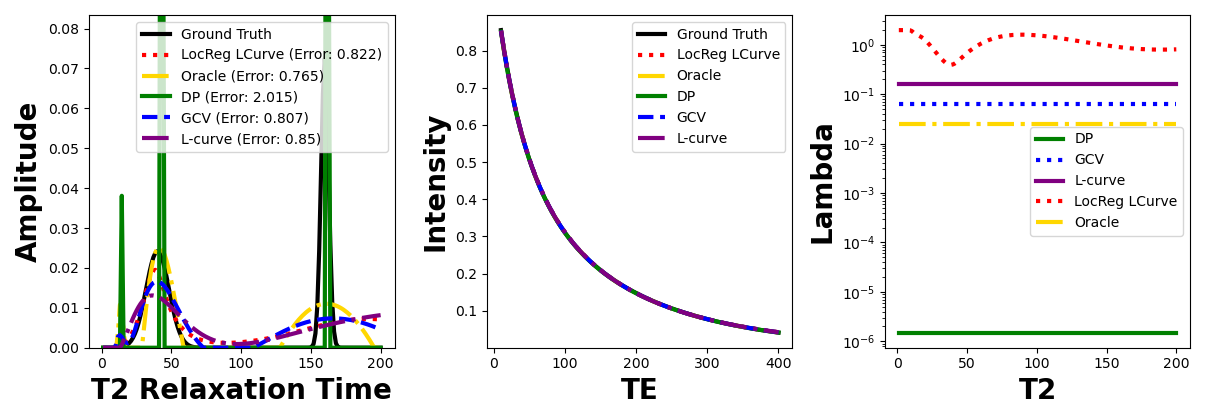 Amplitude
0.08
0.07
0.06
0.05
0.04
0.03
0.02
0.01
0.00
0
50
100
150
200
T2 Relaxation Time
Ground Truth
LocReg LCurve (Error: 0.822)
Oracle (Error: 0.765)
DP (Error: 2.015)
GCV (Error: 0.807)
L-curve (Error: 0.85)
Intensity
0.8
0.7
0.6
0.5
0.4
0.3
0.2
0.1
0
100
200
300
400
TE
Ground Truth
LocReg LCurve
Oracle
DP
GCV
L-curve
Lambda
10⁰
10⁻¹
10⁻²
10⁻³
10⁻⁴
10⁻⁵
10⁻⁶
0
50
100
150
200
T2
DP
GCV
L-curve
LocReg LCurve
Oracle